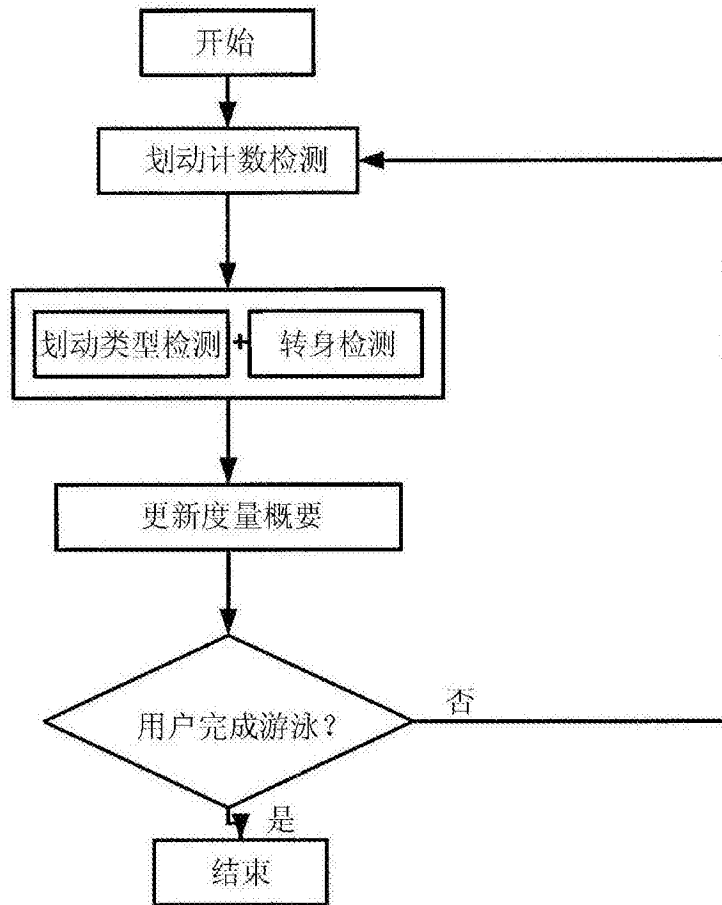 开始
划动计数检测
划动类型检测 + 转身检测
更新度量概要
用户完成游泳？
否
是
结束